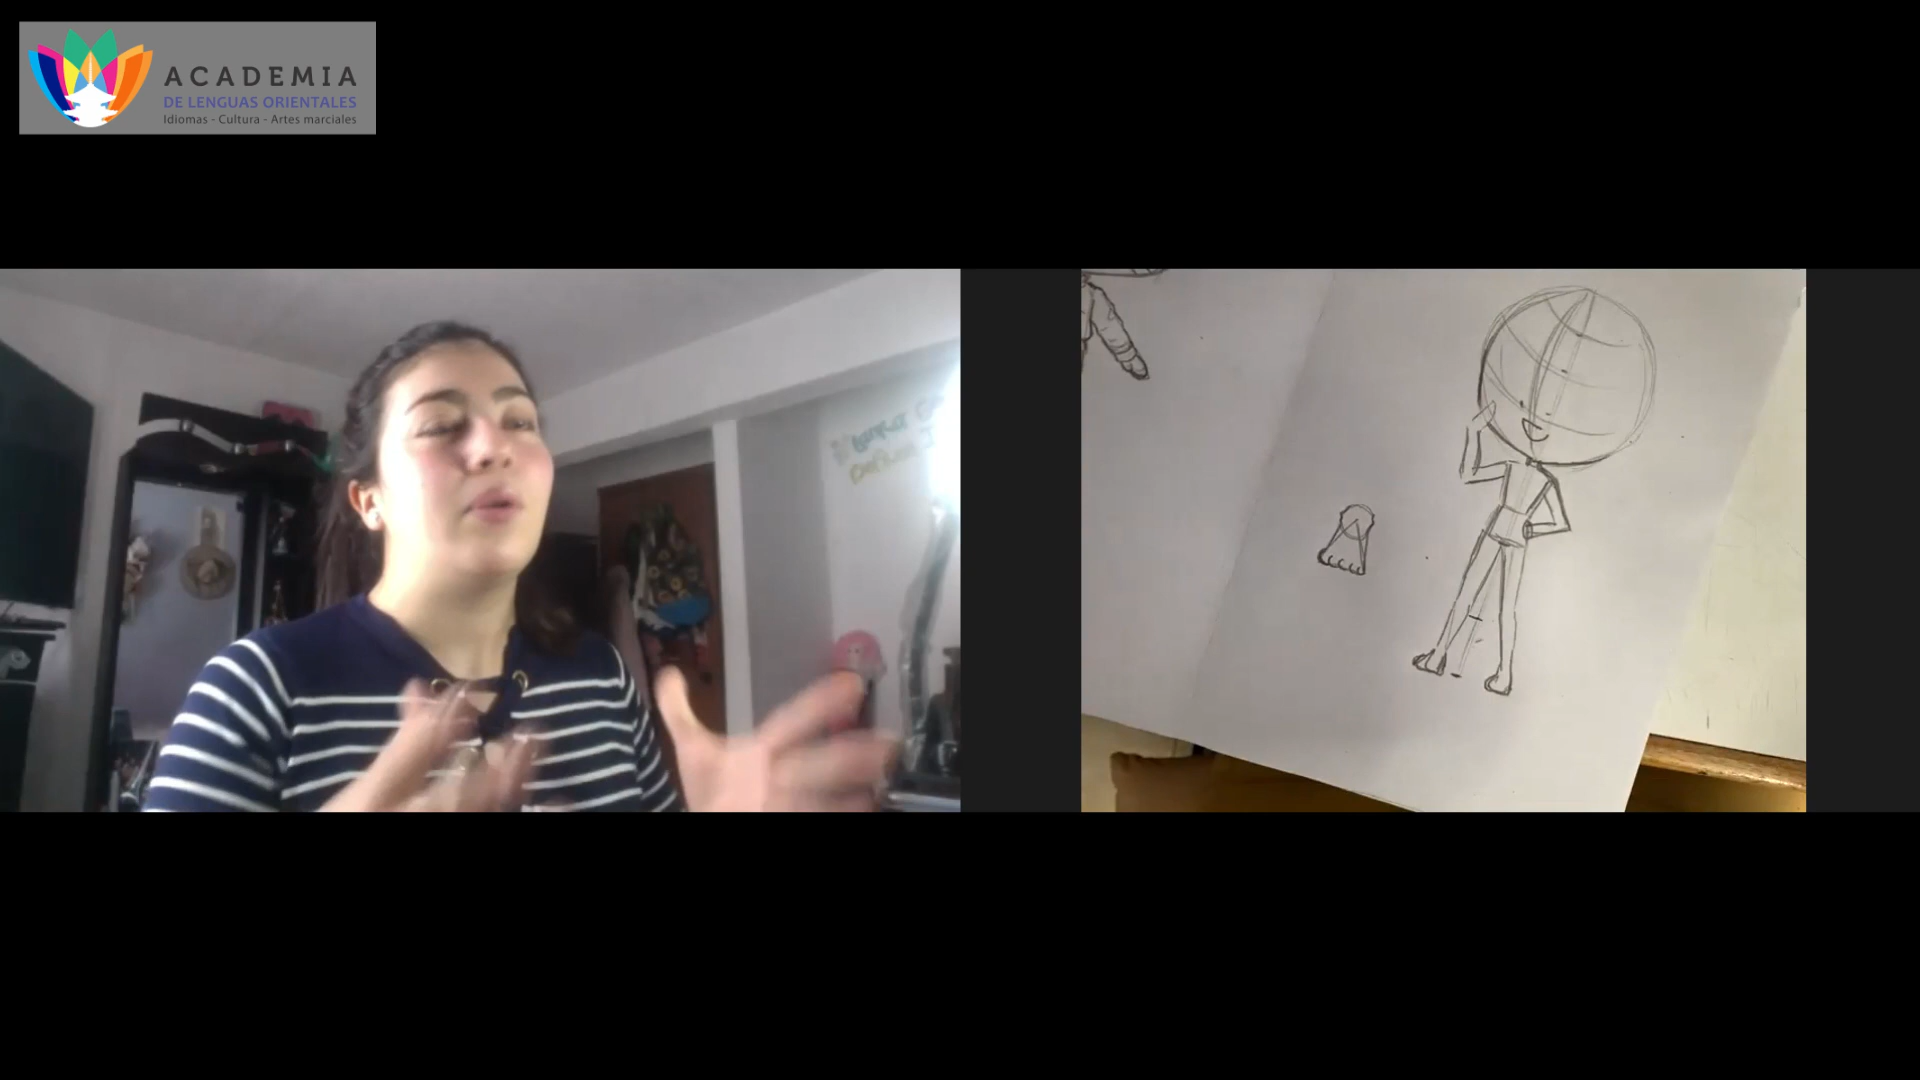 ACADEMIA
DE LENGUAS ORIENTALES
Idiomas - Cultura - Artes marciales